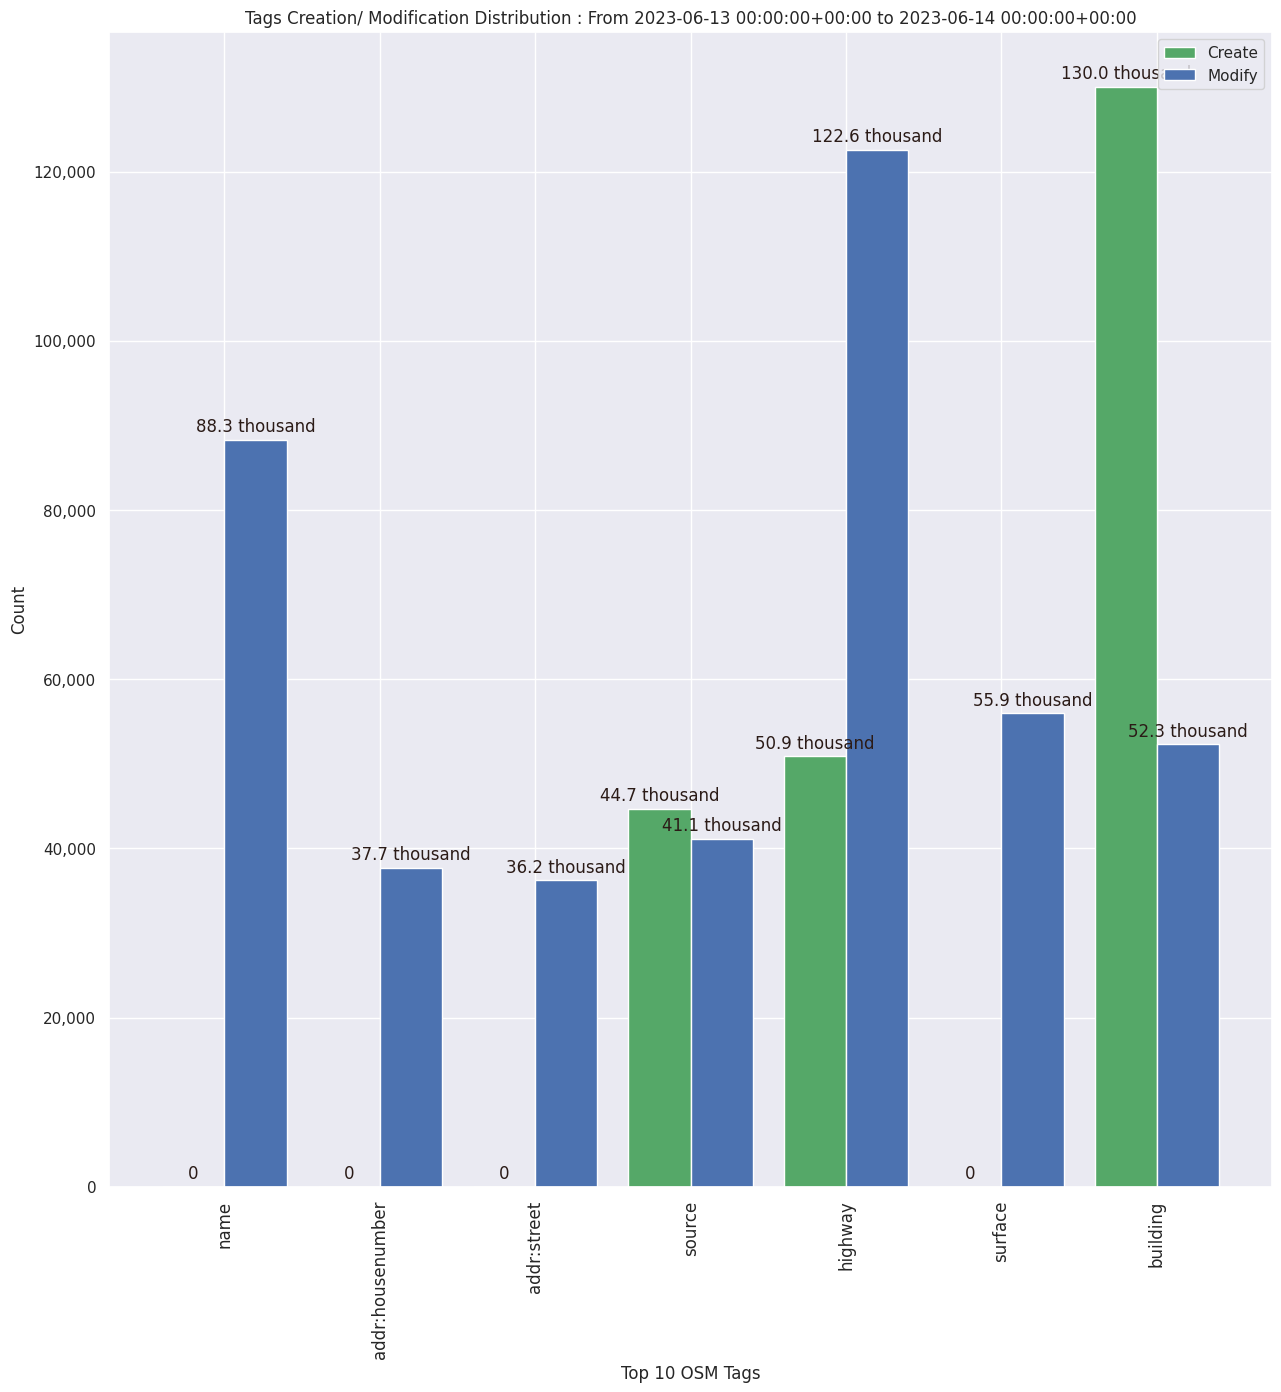 Tags Creation/ Modification Distribution : From 2023-06-13 00:00:00+00:00 to 2023-06-14 00:00:00+00:00
Create
Modify
130.0
122.6 thousand
120,000
100,000
88.3 thousand
80,000
60,000
55.9 thousand
52.3 thousand
50.9 thousand
44.7 thousand
41.1 thousand
40,000
37.7 thousand
36.2 thousand
20,000
0
0
0
0
0
Count
name
addr:housenumber
addr:street
source
highway
surface
building
Top 10 OSM Tags